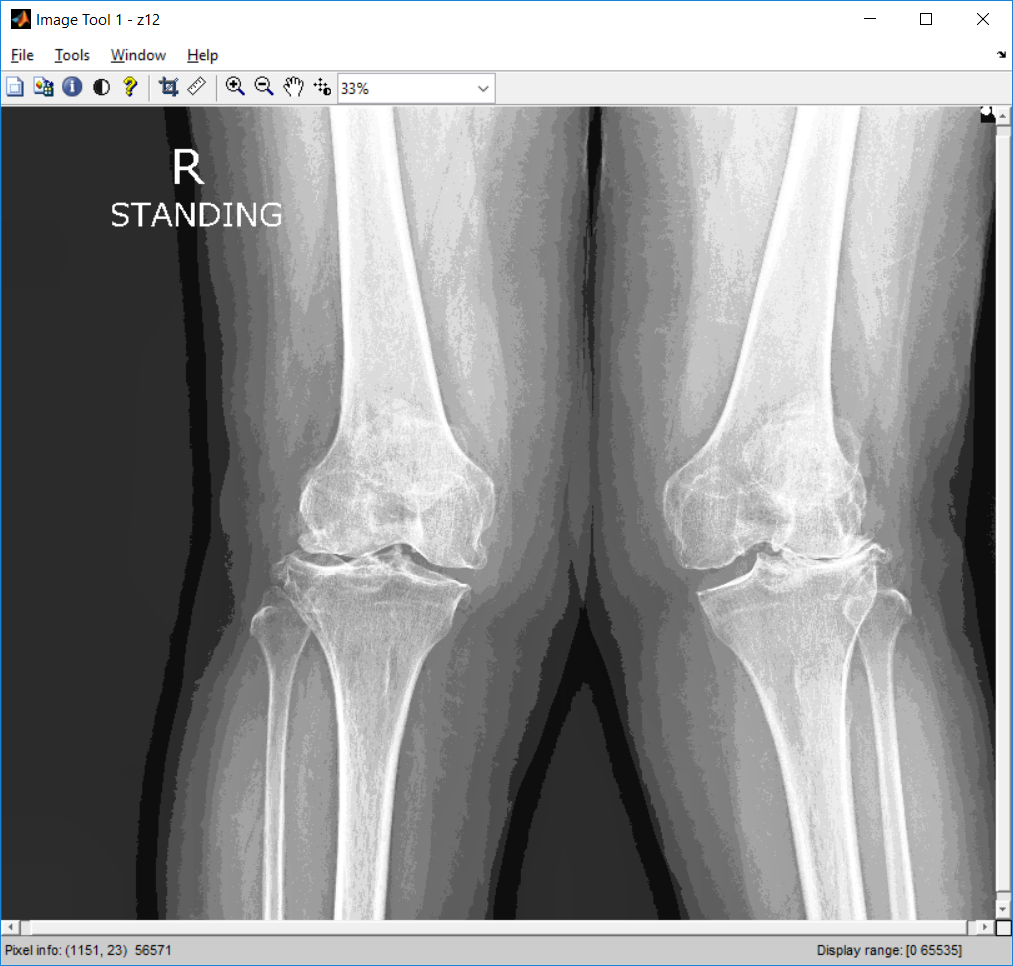 Image Tool 1 - z12
File Tools Window Help
33%
R
STANDING
Pixel info: (1151, 23) 56571
Display range: [0 65535]